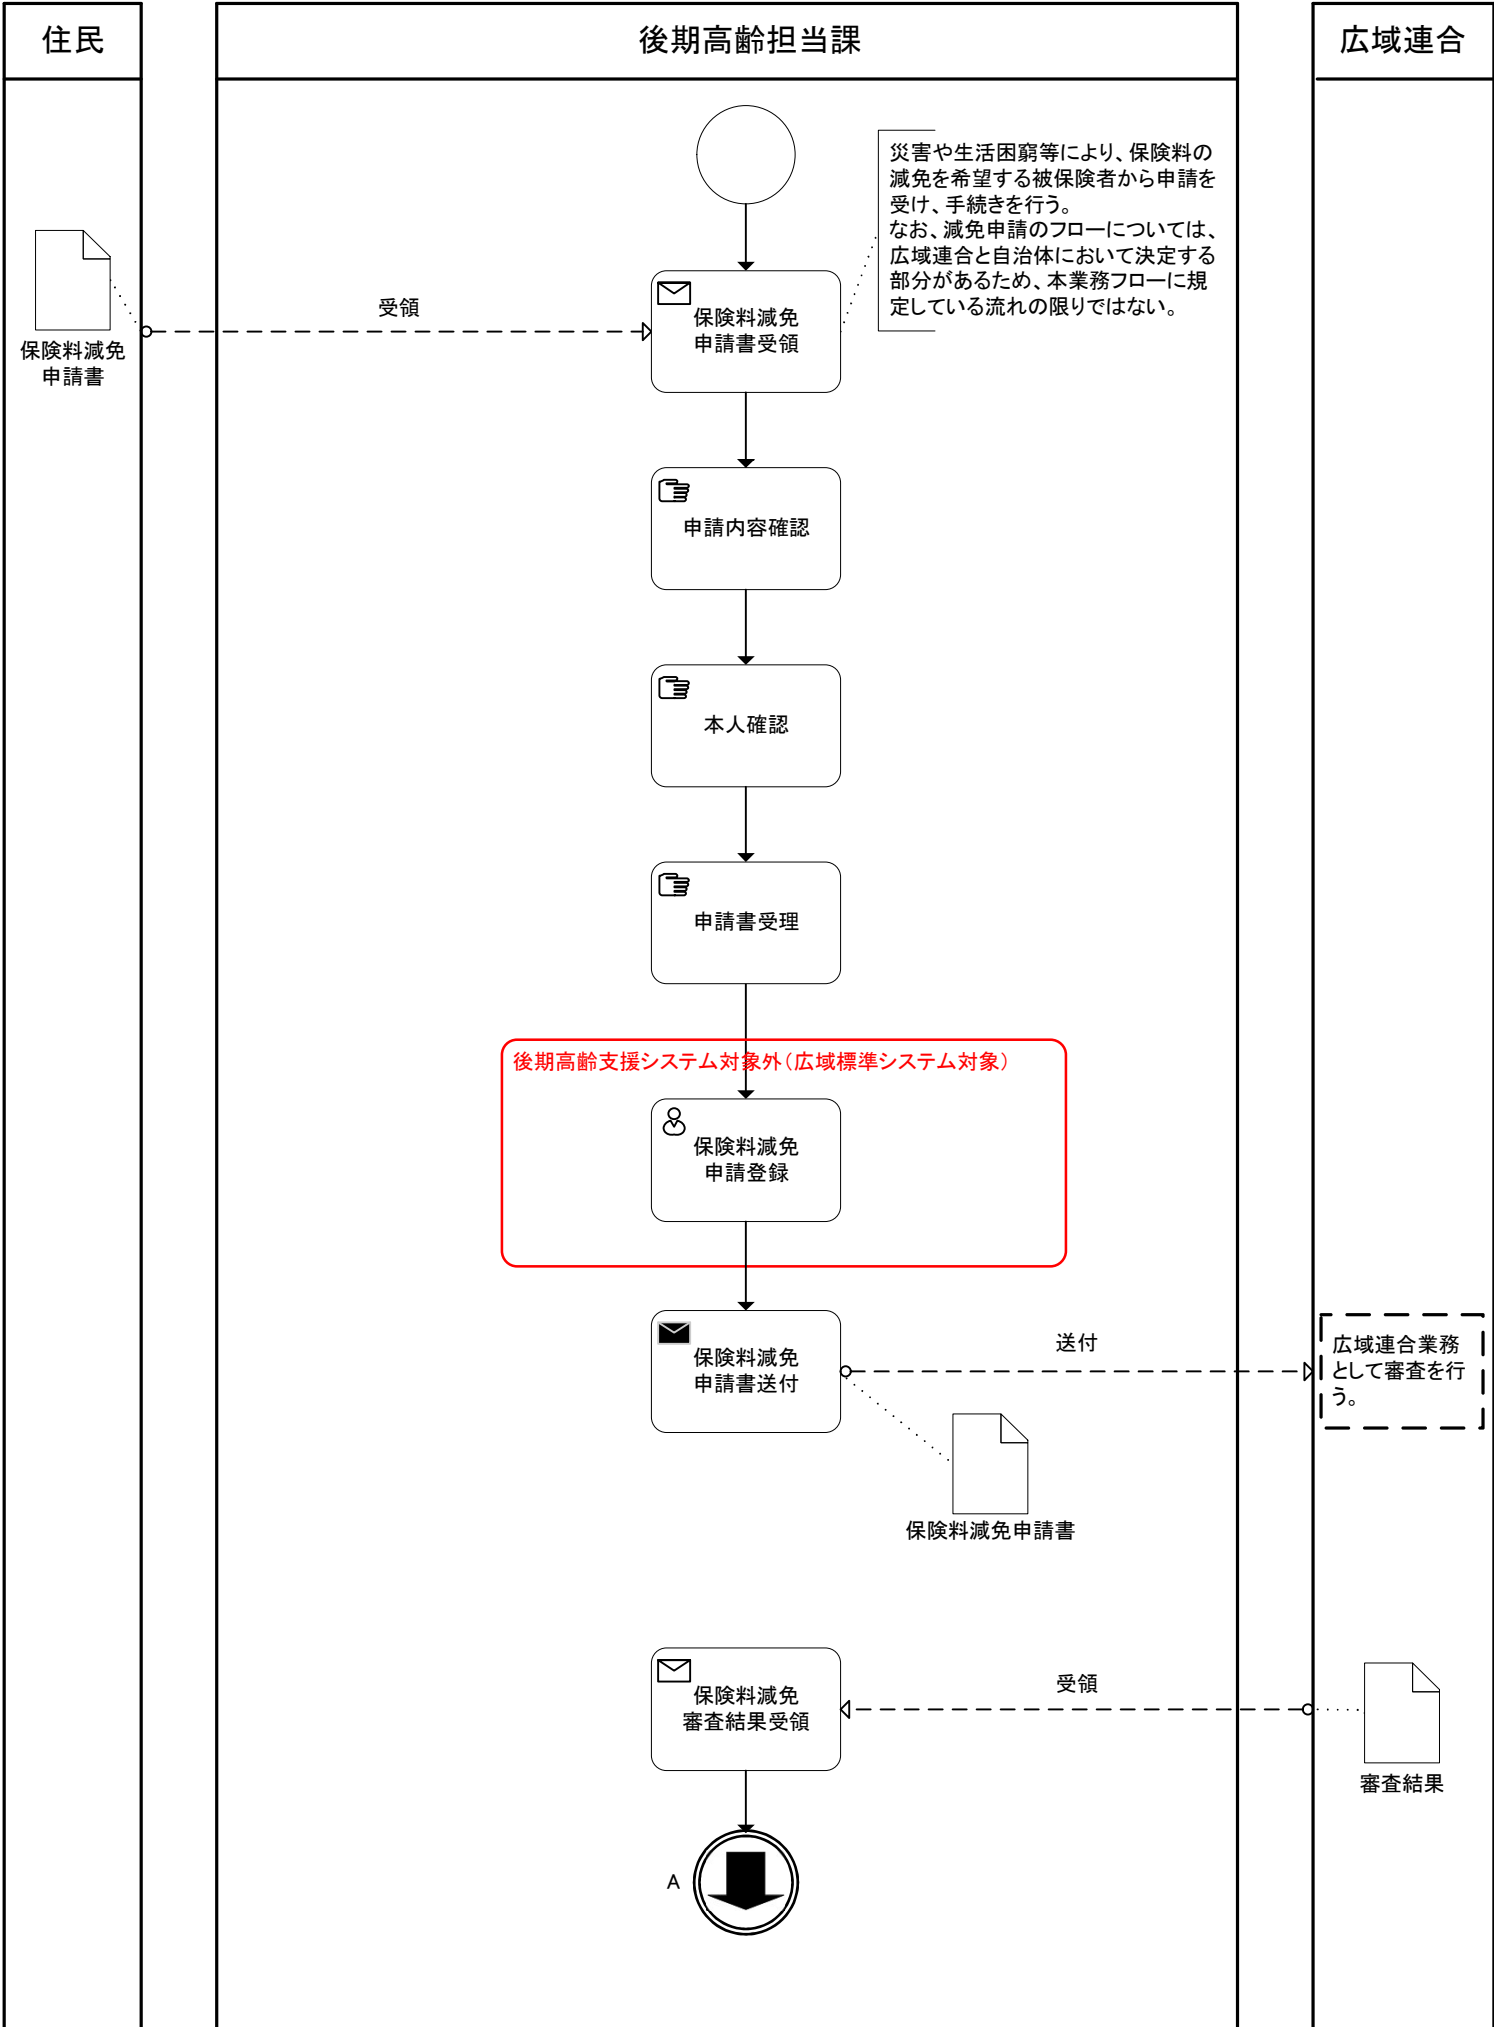 住民
後期高齢担当課
広域連合
災害や生活困窮等により、保険料の
減免を希望する被保険者から申請を
受け、手続きを行う。
なお、減免申請のフローについては、
広域連合と自治体において決定する
部分があるため、本業務フローに規
定している流れの限りではない。
保険料減免
申請書
受領
保険料減免
申請書受領
申請内容確認
本人確認
申請書受理
後期高齢支援システム対象外（広域標準システム対象）
保険料減免
申請登録
保険料減免
申請書送付
送付
広域連合業務
として審査を行
う。
保険料減免申請書
保険料減免
審査結果受領
受領
審査結果
A